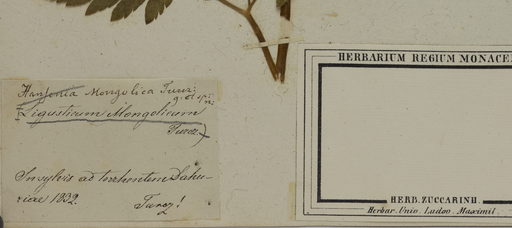 Mongolica Turcz:
Ligusticum Mongolicum
Turcz)
In sylvis ad torrentem Dahu-
riae 1832.
Turcz!
HERBARIUM REGIUM MONACE
HERB. ZUCCARINII.
Herbar. Univ. Ludov. Maximil.